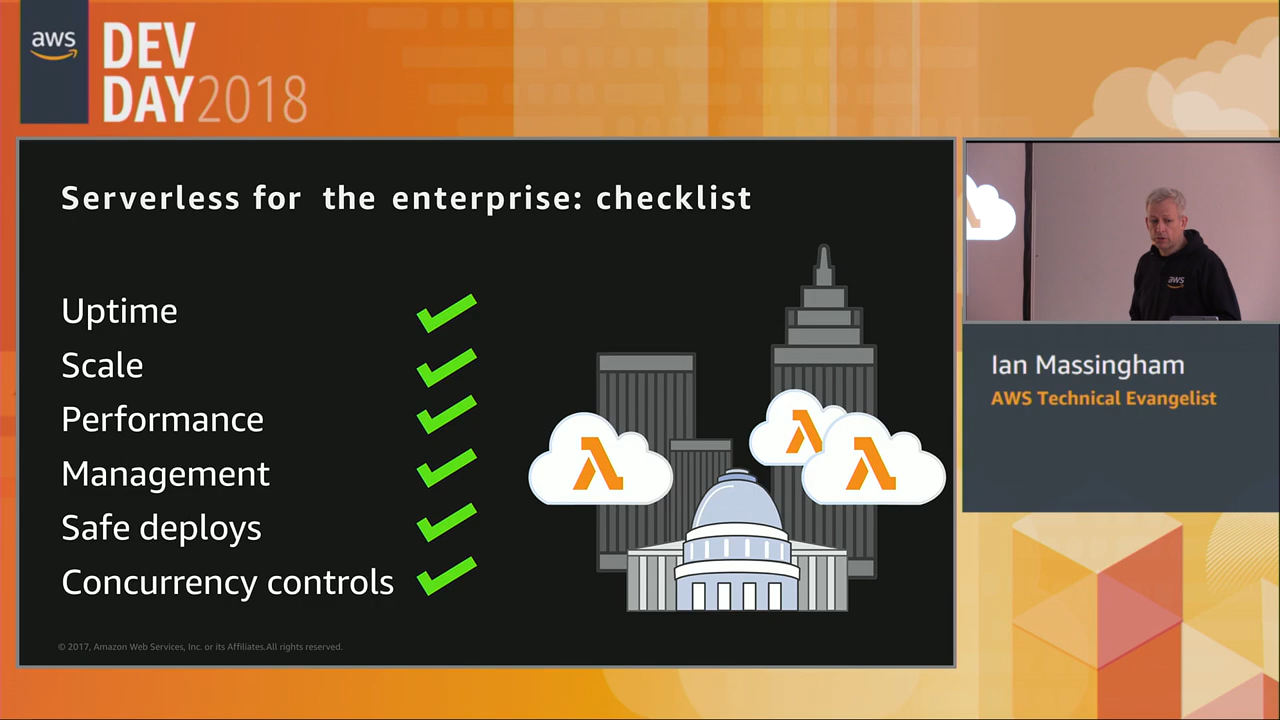 aws
DEV
DAY2018
Serverless for the enterprise: checklist
Uptime
Scale
Performance
Management
Safe deploys
Concurrency controls
© 2017, Amazon Web Services, Inc. or its Affiliates.All rights reserved.
aws
Ian Massingham
AWS Technical Evangelist